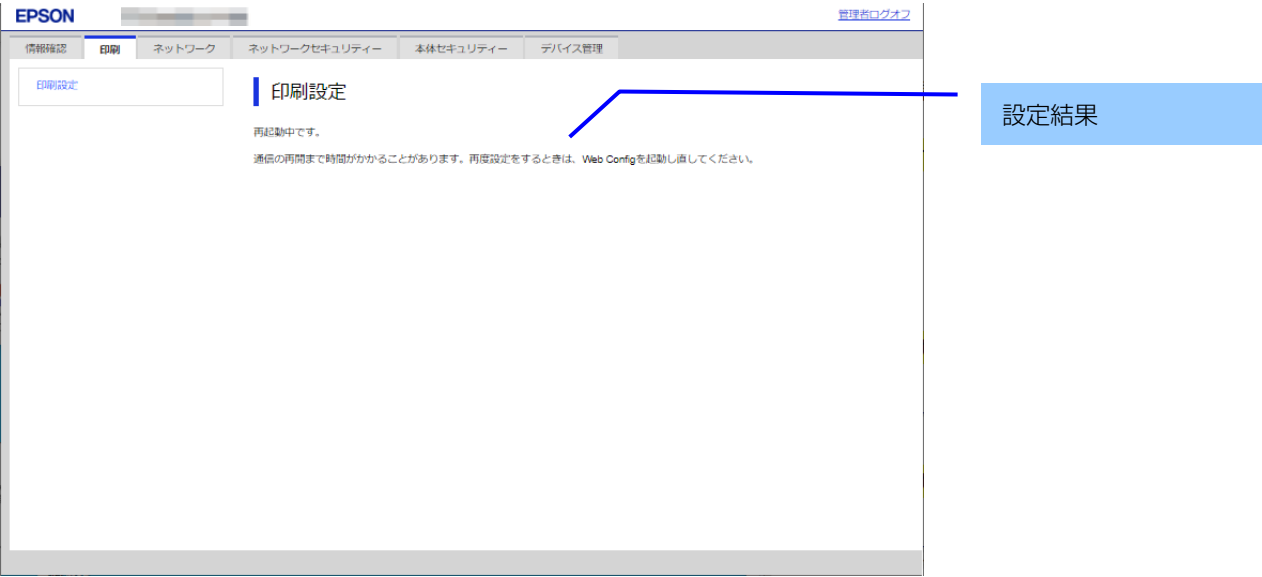 EPSON
管理者ログオフ
情報確認 印刷 ネットワーク ネットワークセキュリティー 本体セキュリティー デバイス管理
印刷設定
印刷設定
設定結果
再起動中です。
通信の再開まで時間がかかることがあります。再度設定をするときは、Web Configを起動し直してください。